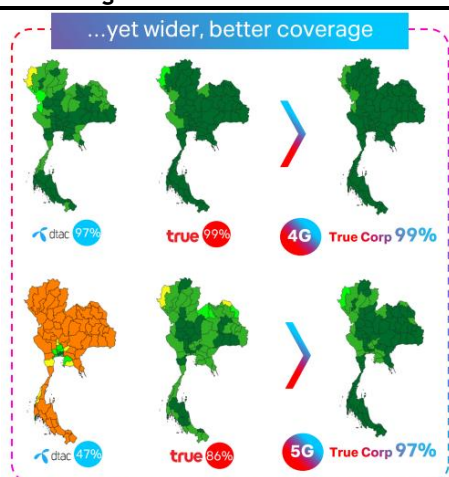 ...yet wider, better coverage
dtac 97%
true 99%
4G True Corp 99%
dtac 47%
true 86%
5G True Corp 97%